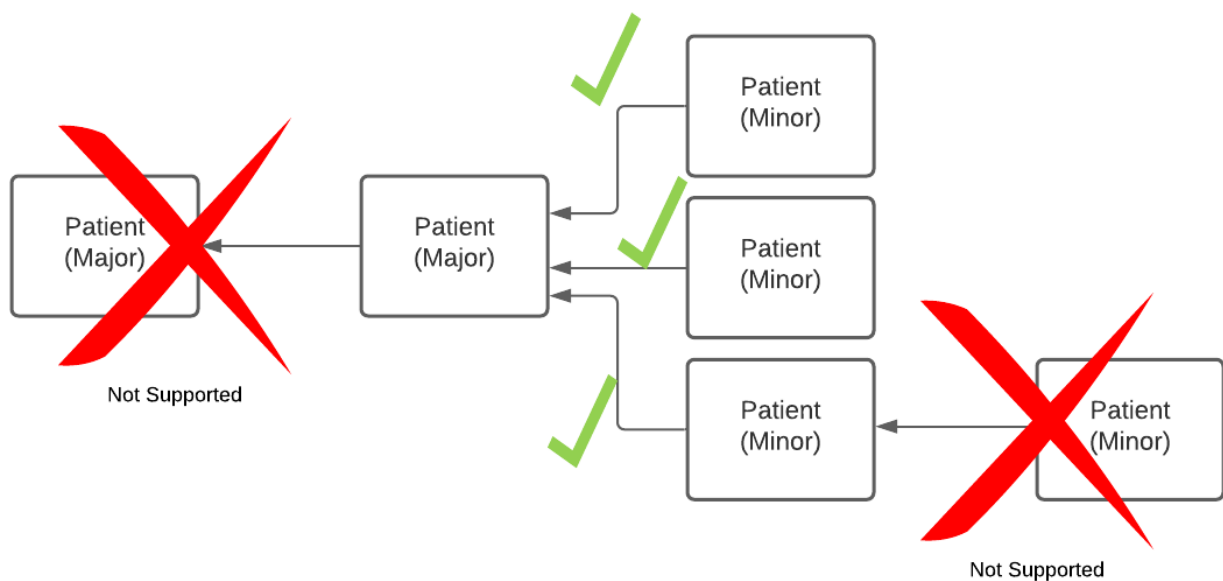 Patient
(Minor)
Patient
(Major)
Patient
(Major)
Patient
(Minor)
Not Supported
Patient
(Minor)
Patient
(Minor)
Not Supported